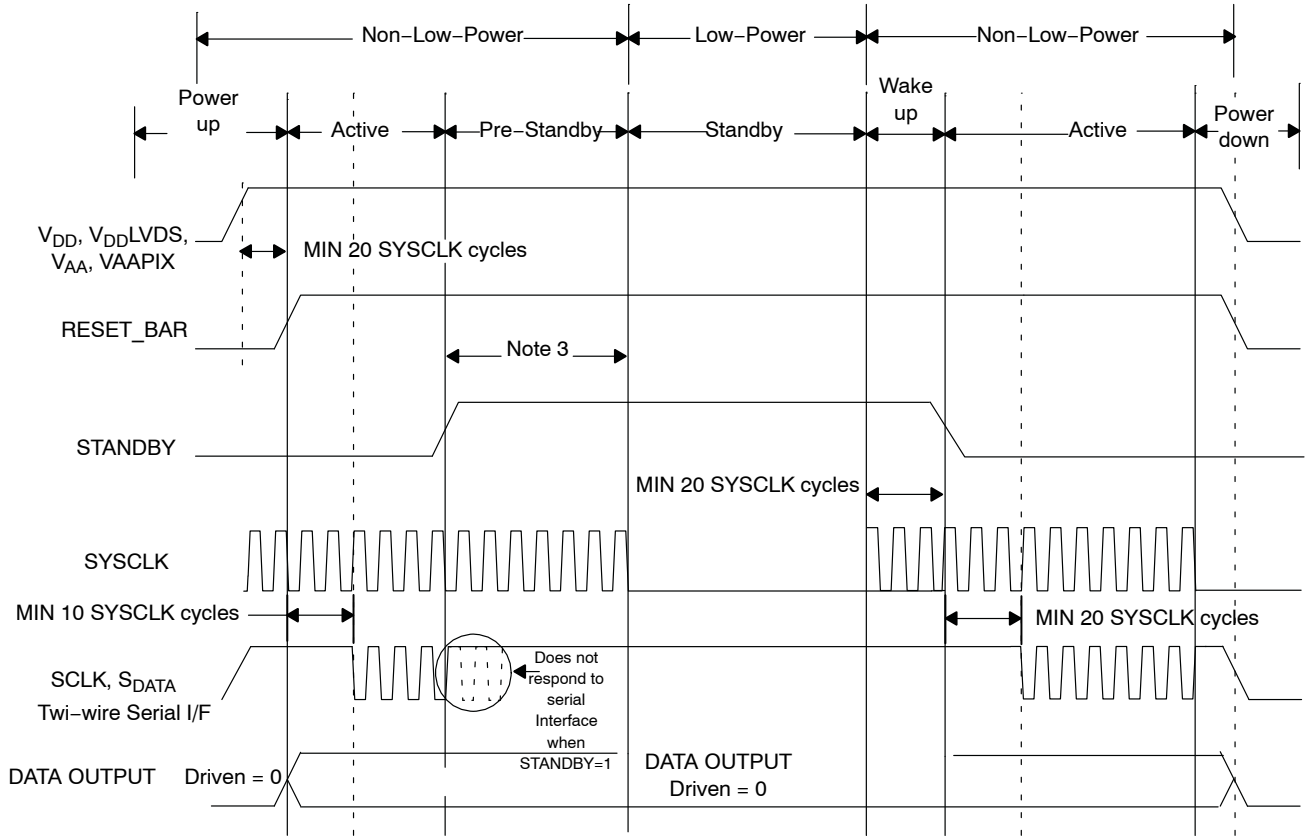 Non-Low-Power
Low-Power
Non-Low-Power
Power
up
Active
Pre-Standby
Standby
Wake
up
Active
Power
down
VDD, VDDLVDS,
VAA, VAAPIX
MIN 20 SYSCLK cycles
RESET_BAR
Note 3
STANDBY
MIN 20 SYSCLK cycles
SYSCLK
MIN 10 SYSCLK cycles
MIN 20 SYSCLK cycles
SCLK, SDATA
Twi-wire Serial I/F
Does not
respond to
serial
Interface
when
STANDBY=1
DATA OUTPUT
Driven = 0
DATA OUTPUT
Driven = 0